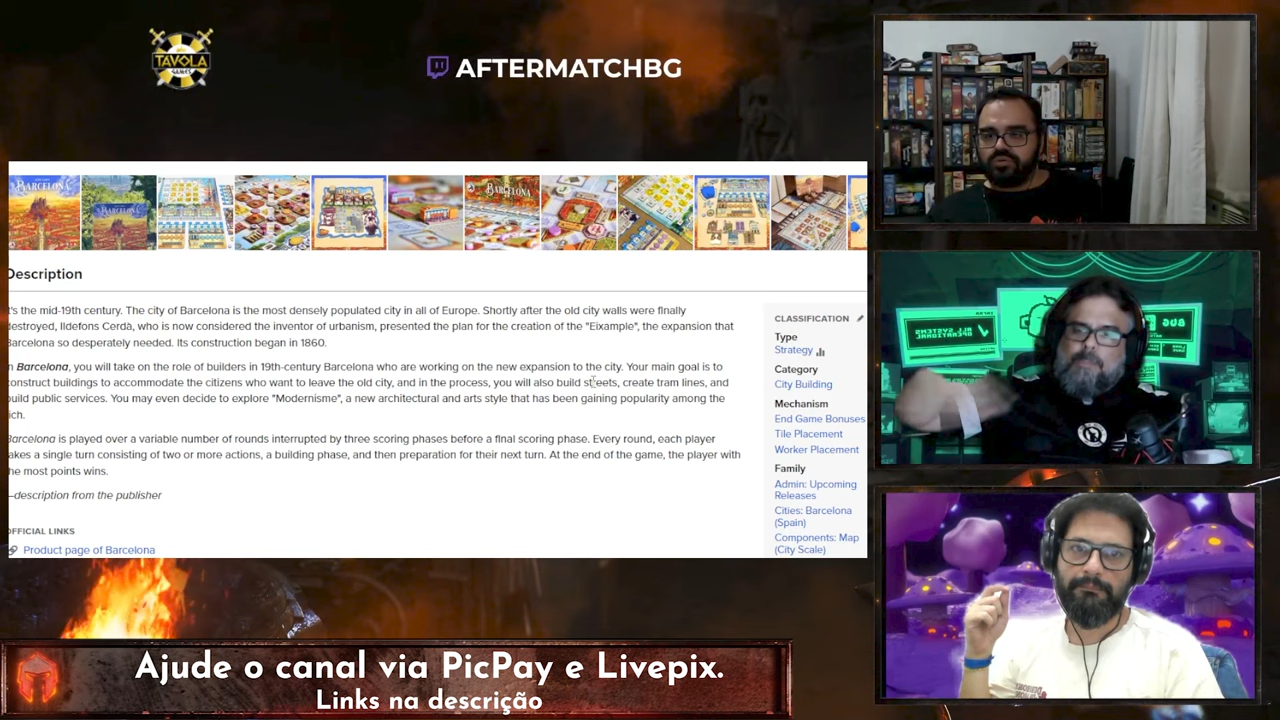 TAVOLA
GAMES
AFTERMATCHBG
BARCELONA
BARCELONA
BARCELONA
Description
t's the mid-19th century. The city of Barcelona is the most densely populated city in all of Europe. Shortly after the old city walls were finally
destroyed, Ildefons Cerdà, who is now considered the inventor of urbanism, presented the plan for the creation of the "Eixample", the expansion that
Barcelona so desperately needed. Its construction began in 1860.
n Barcelona, you will take on the role of builders in 19th-century Barcelona who are working on the new expansion to the city. Your main goal is to
construct buildings to accommodate the citizens who want to leave the old city, and in the process, you will also build streets, create tram lines, and
build public services. You may even decide to explore "Modernisme", a new architectural and arts style that has been gaining popularity among the
ich.
Barcelona is played over a variable number of rounds interrupted by three scoring phases before a final scoring phase. Every round, each player
akes a single turn consisting of two or more actions, a building phase, and then preparation for their next turn. At the end of the game, the player with
he most points wins.
—description from the publisher
OFFICIAL LINKS
Product page of Barcelona
CLASSIFICATION
Type
Strategy
Category
City Building
Mechanism
End Game Bonuses
Tile Placement
Worker Placement
Family
Admin: Upcoming
Releases
Cities: Barcelona
(Spain)
Components: Map
(City Scale)
ALL SYSTEMS
OPERATIONAL
Ajude o canal via PicPay e Livepix.
Links na descrição